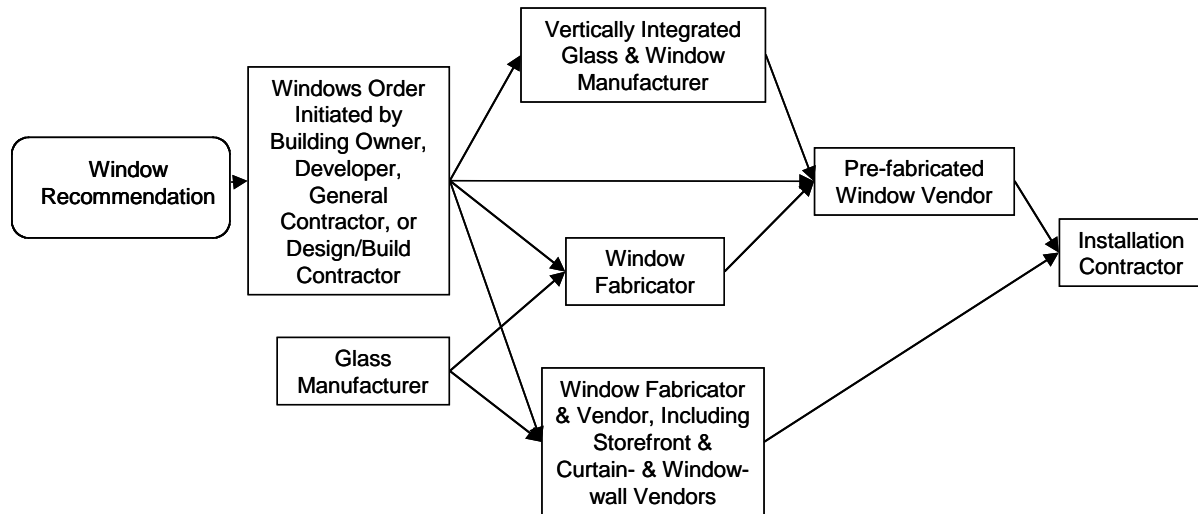 Window
Recommendation
Windows Order
Initiated by
Building Owner,
Developer,
General
Contractor, or
Design/Build
Contractor
Glass
Manufacturer
Vertically Integrated
Glass & Window
Manufacturer
Window
Fabricator
Window Fabricator
& Vendor, Including
Storefront &
Curtain- & Window-
wall Vendors
Pre-fabricated
Window Vendor
Installation
Contractor